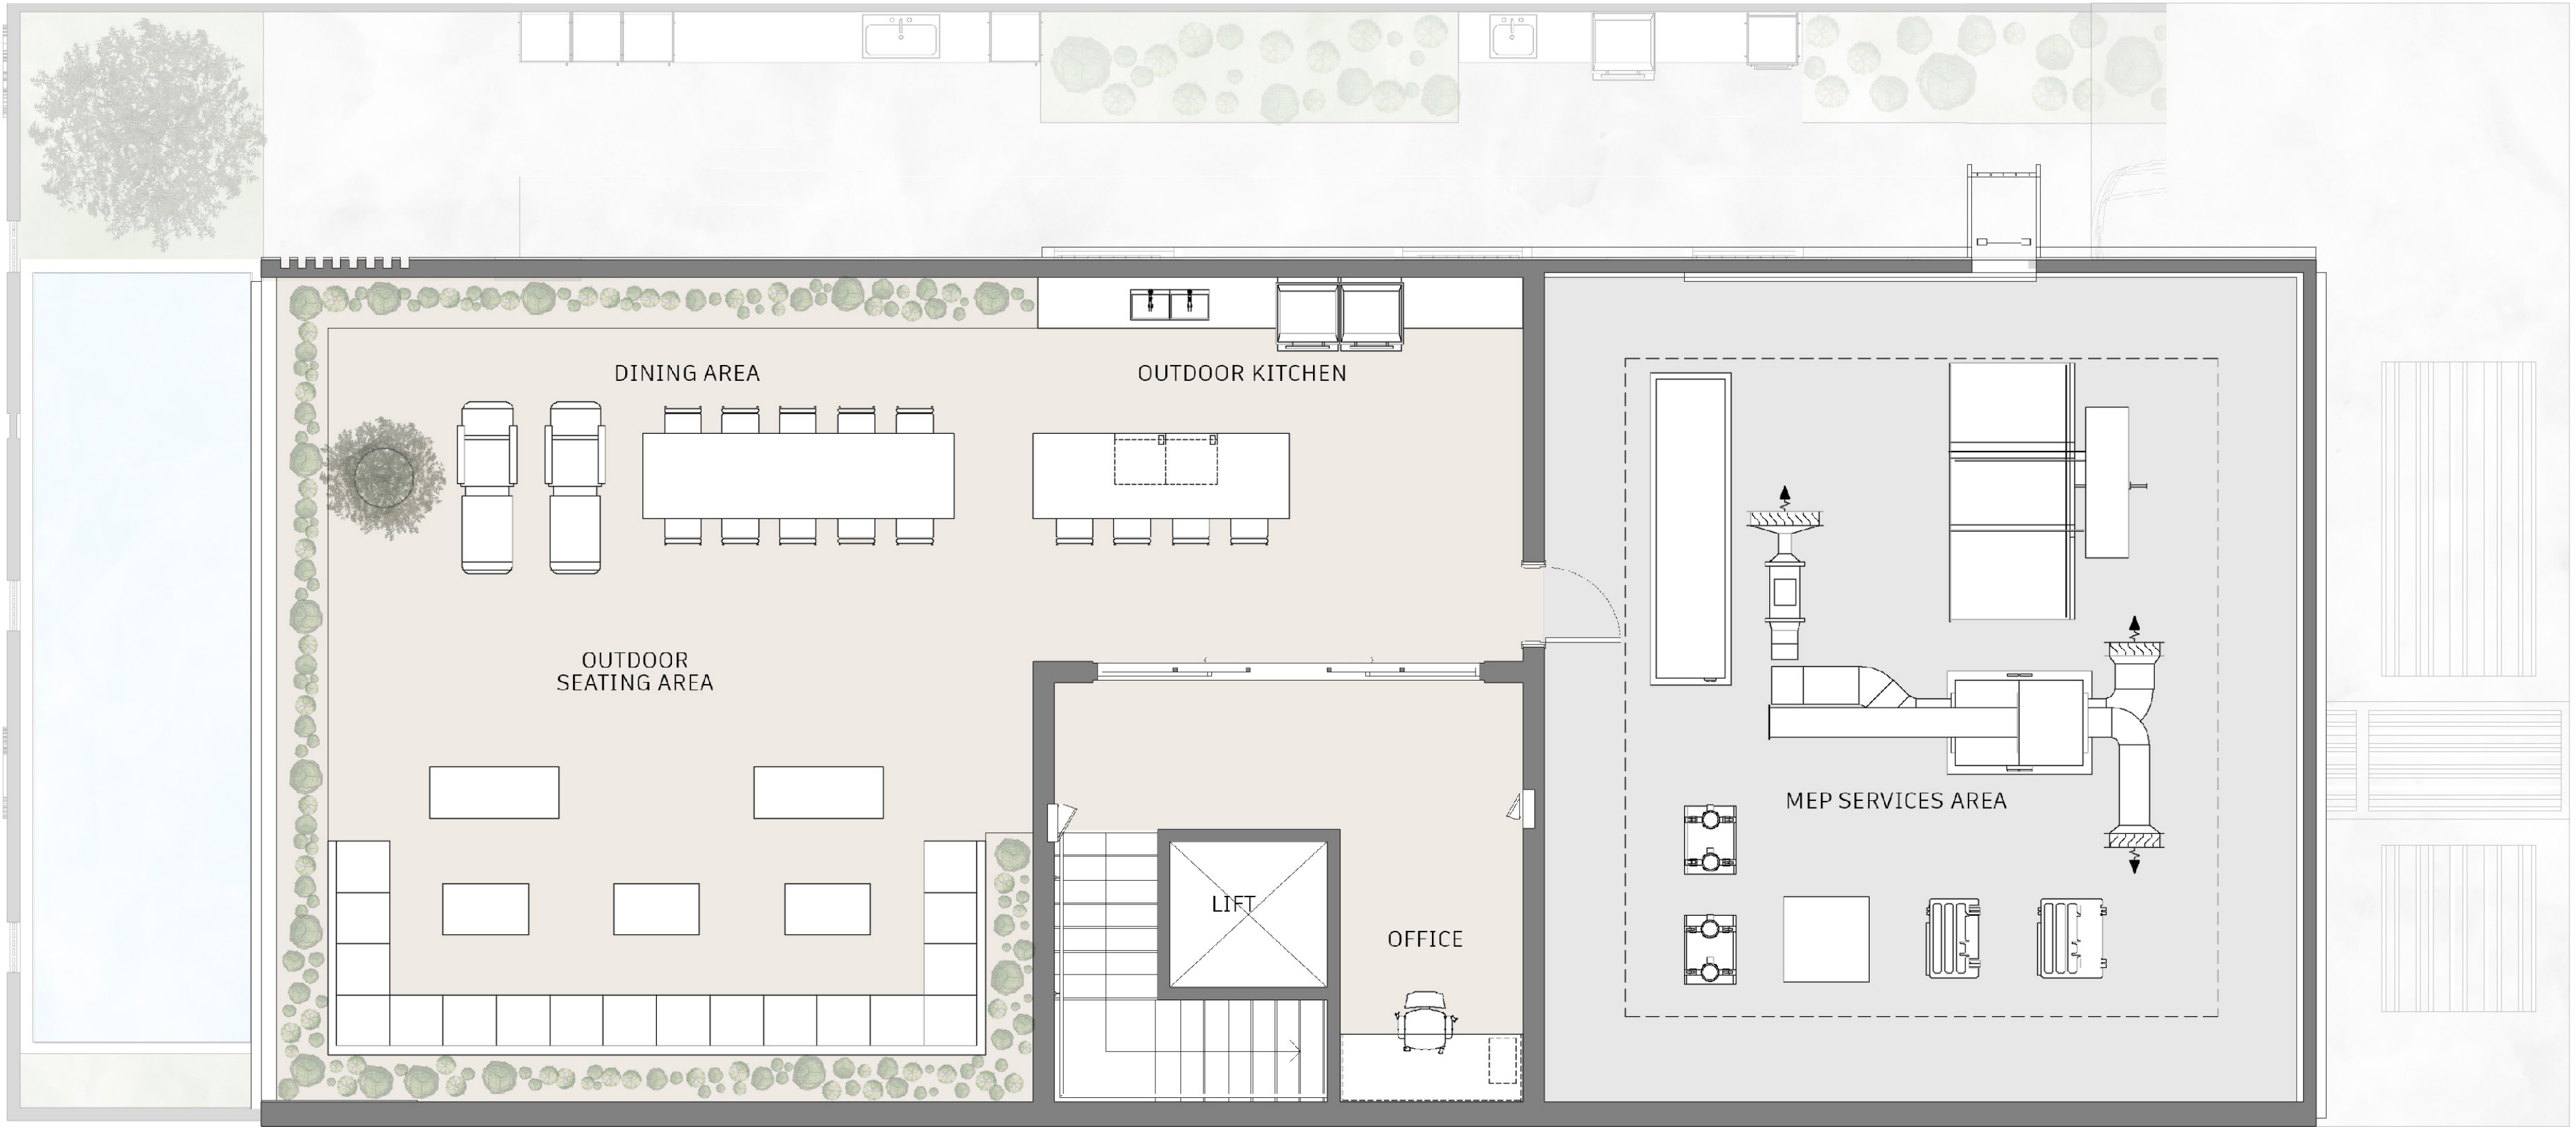 DINING AREA
OUTDOOR KITCHEN
OUTDOOR
SEATING AREA
MEP SERVICES AREA
LIFT
OFFICE